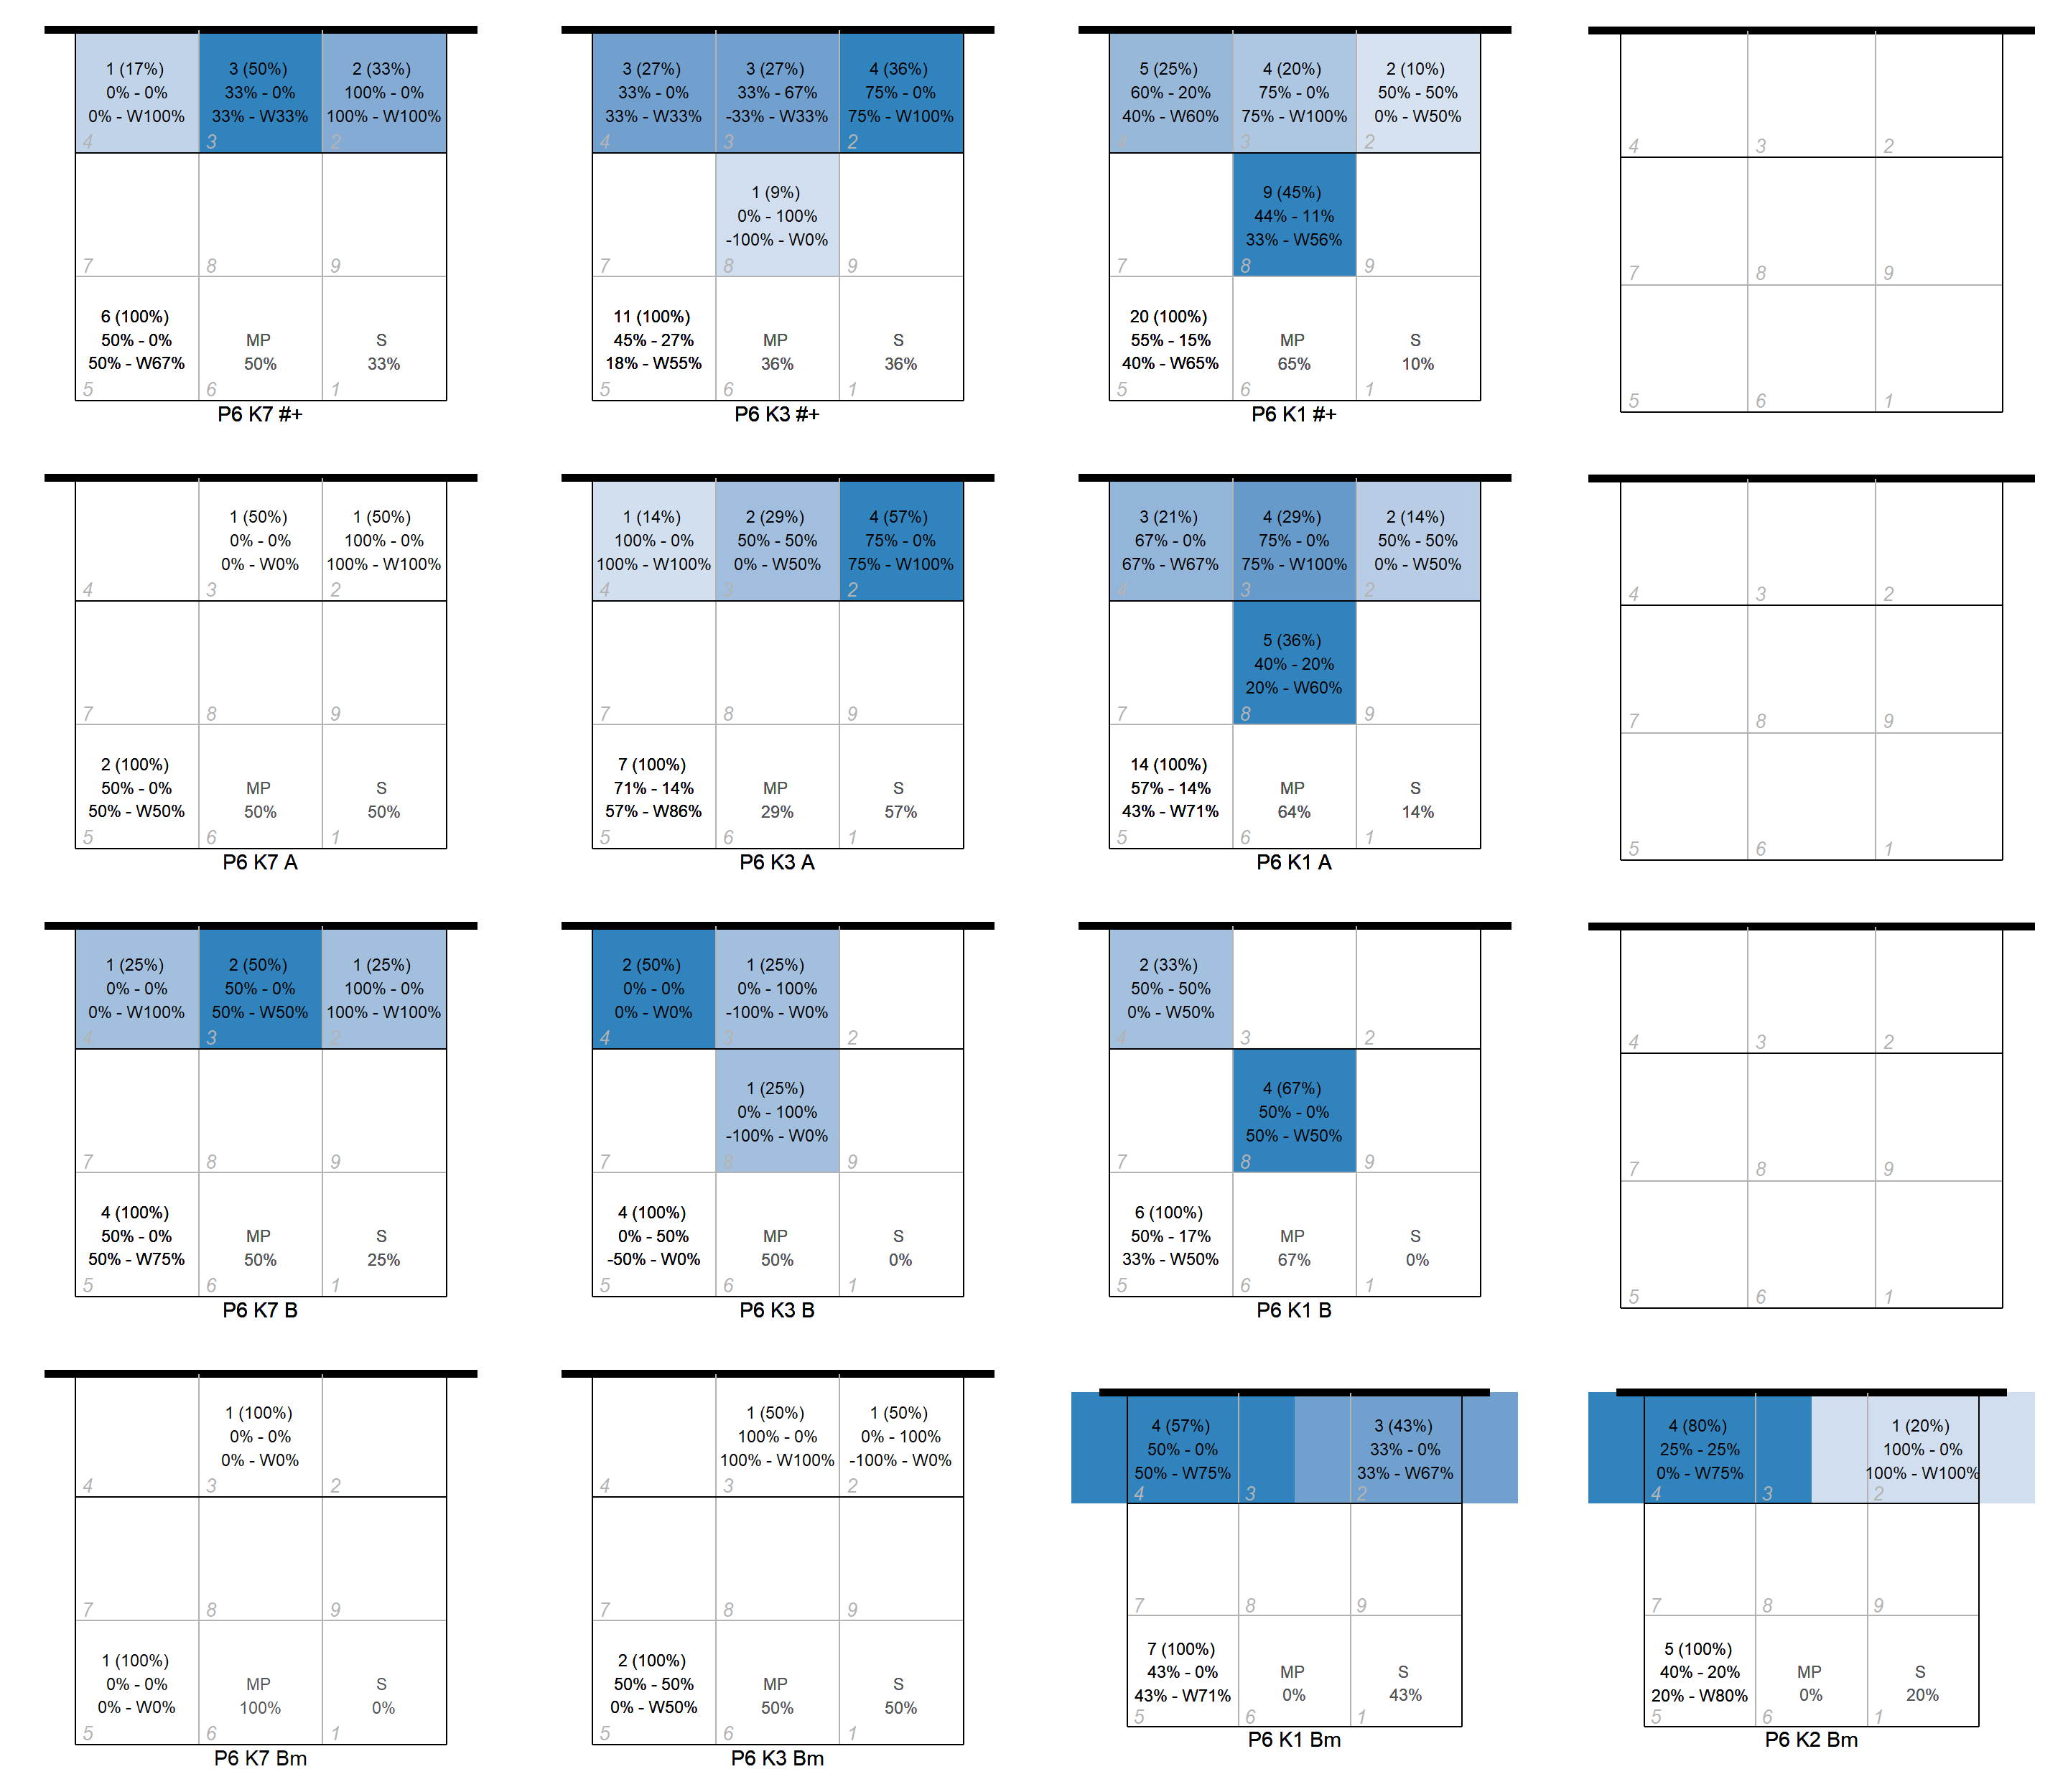 1 (17%)
0% - 0%
0% - W100%
4
3 (50%)
33% - 0%
33% - W33%
3
2 (33%)
100% - 0%
100% - W100%
2
7
8
9
6 (100%)
50% - 0%
50% - W67%
5
MP
50%
6
S
33%
1
P6 K7 #+
3 (27%)
33% - 0%
33% - W33%
4
3 (27%)
33% - 67%
-33% - W33%
3
4 (36%)
75% - 0%
75% - W100%
2
7
1 (9%)
0% - 100%
-100% - W0%
8
9
11 (100%)
45% - 27%
18% - W55%
5
MP
36%
6
S
36%
1
P6 K3 #+
5 (25%)
60% - 20%
40% - W60%
4
4 (20%)
75% - 0%
75% - W100%
3
2 (10%)
50% - 50%
0% - W50%
2
7
9 (45%)
44% - 11%
33% - W56%
8
9
20 (100%)
55% - 15%
40% - W65%
5
MP
65%
6
S
10%
1
P6 K1 #+
4
3
2
7
8
9
5
6
1
4
1 (50%)
0% - 0%
0% - W0%
3
1 (50%)
100% - 0%
100% - W100%
2
7
8
9
2 (100%)
50% - 0%
50% - W50%
5
MP
50%
6
S
50%
1
P6 K7 A
1 (14%)
100% - 0%
100% - W100%
4
2 (29%)
50% - 50%
0% - W50%
3
4 (57%)
75% - 0%
75% - W100%
2
7
8
9
7 (100%)
71% - 14%
57% - W86%
5
MP
29%
6
S
57%
1
P6 K3 A
3 (21%)
67% - 0%
67% - W67%
4
4 (29%)
75% - 0%
75% - W100%
3
2 (14%)
50% - 50%
0% - W50%
2
7
5 (36%)
40% - 20%
20% - W60%
8
9
14 (100%)
57% - 14%
43% - W71%
5
MP
64%
6
S
14%
1
P6 K1 A
4
3
2
7
8
9
5
6
1
1 (25%)
0% - 0%
0% - W100%
4
2 (50%)
50% - 0%
50% - W50%
3
1 (25%)
100% - 0%
100% - W100%
2
7
8
9
4 (100%)
50% - 0%
50% - W75%
5
MP
50%
6
S
25%
1
P6 K7 B
2 (50%)
0% - 0%
0% - W0%
4
1 (25%)
0% - 100%
-100% - W0%
3
2
7
1 (25%)
0% - 100%
-100% - W0%
8
9
4 (100%)
0% - 50%
-50% - W0%
5
MP
50%
6
S
0%
1
P6 K3 B
2 (33%)
50% - 50%
0% - W50%
4
3
2
7
4 (67%)
50% - 0%
50% - W50%
8
9
6 (100%)
50% - 17%
33% - W50%
5
MP
67%
6
S
0%
1
P6 K1 B
4
3
2
7
8
9
5
6
1
4
1 (100%)
0% - 0%
0% - W0%
3
2
7
8
9
1 (100%)
0% - 0%
0% - W0%
5
MP
100%
6
S
0%
1
P6 K7 Bm
4
1 (50%)
100% - 0%
100% - W100%
3
1 (50%)
0% - 100%
-100% - W0%
2
7
8
9
2 (100%)
50% - 50%
0% - W50%
5
MP
50%
6
S
50%
1
P6 K3 Bm
4 (57%)
50% - 0%
50% - W75%
4
3
3 (43%)
33% - 0%
33% - W67%
2
7
8
9
7 (100%)
43% - 0%
43% - W71%
5
MP
0%
6
S
43%
1
P6 K1 Bm
4 (80%)
25% - 25%
0% - W75%
4
3
1 (20%)
100% - 0%
100% - W100%
2
7
8
9
5 (100%)
40% - 20%
20% - W80%
5
MP
0%
6
S
20%
1
P6 K2 Bm